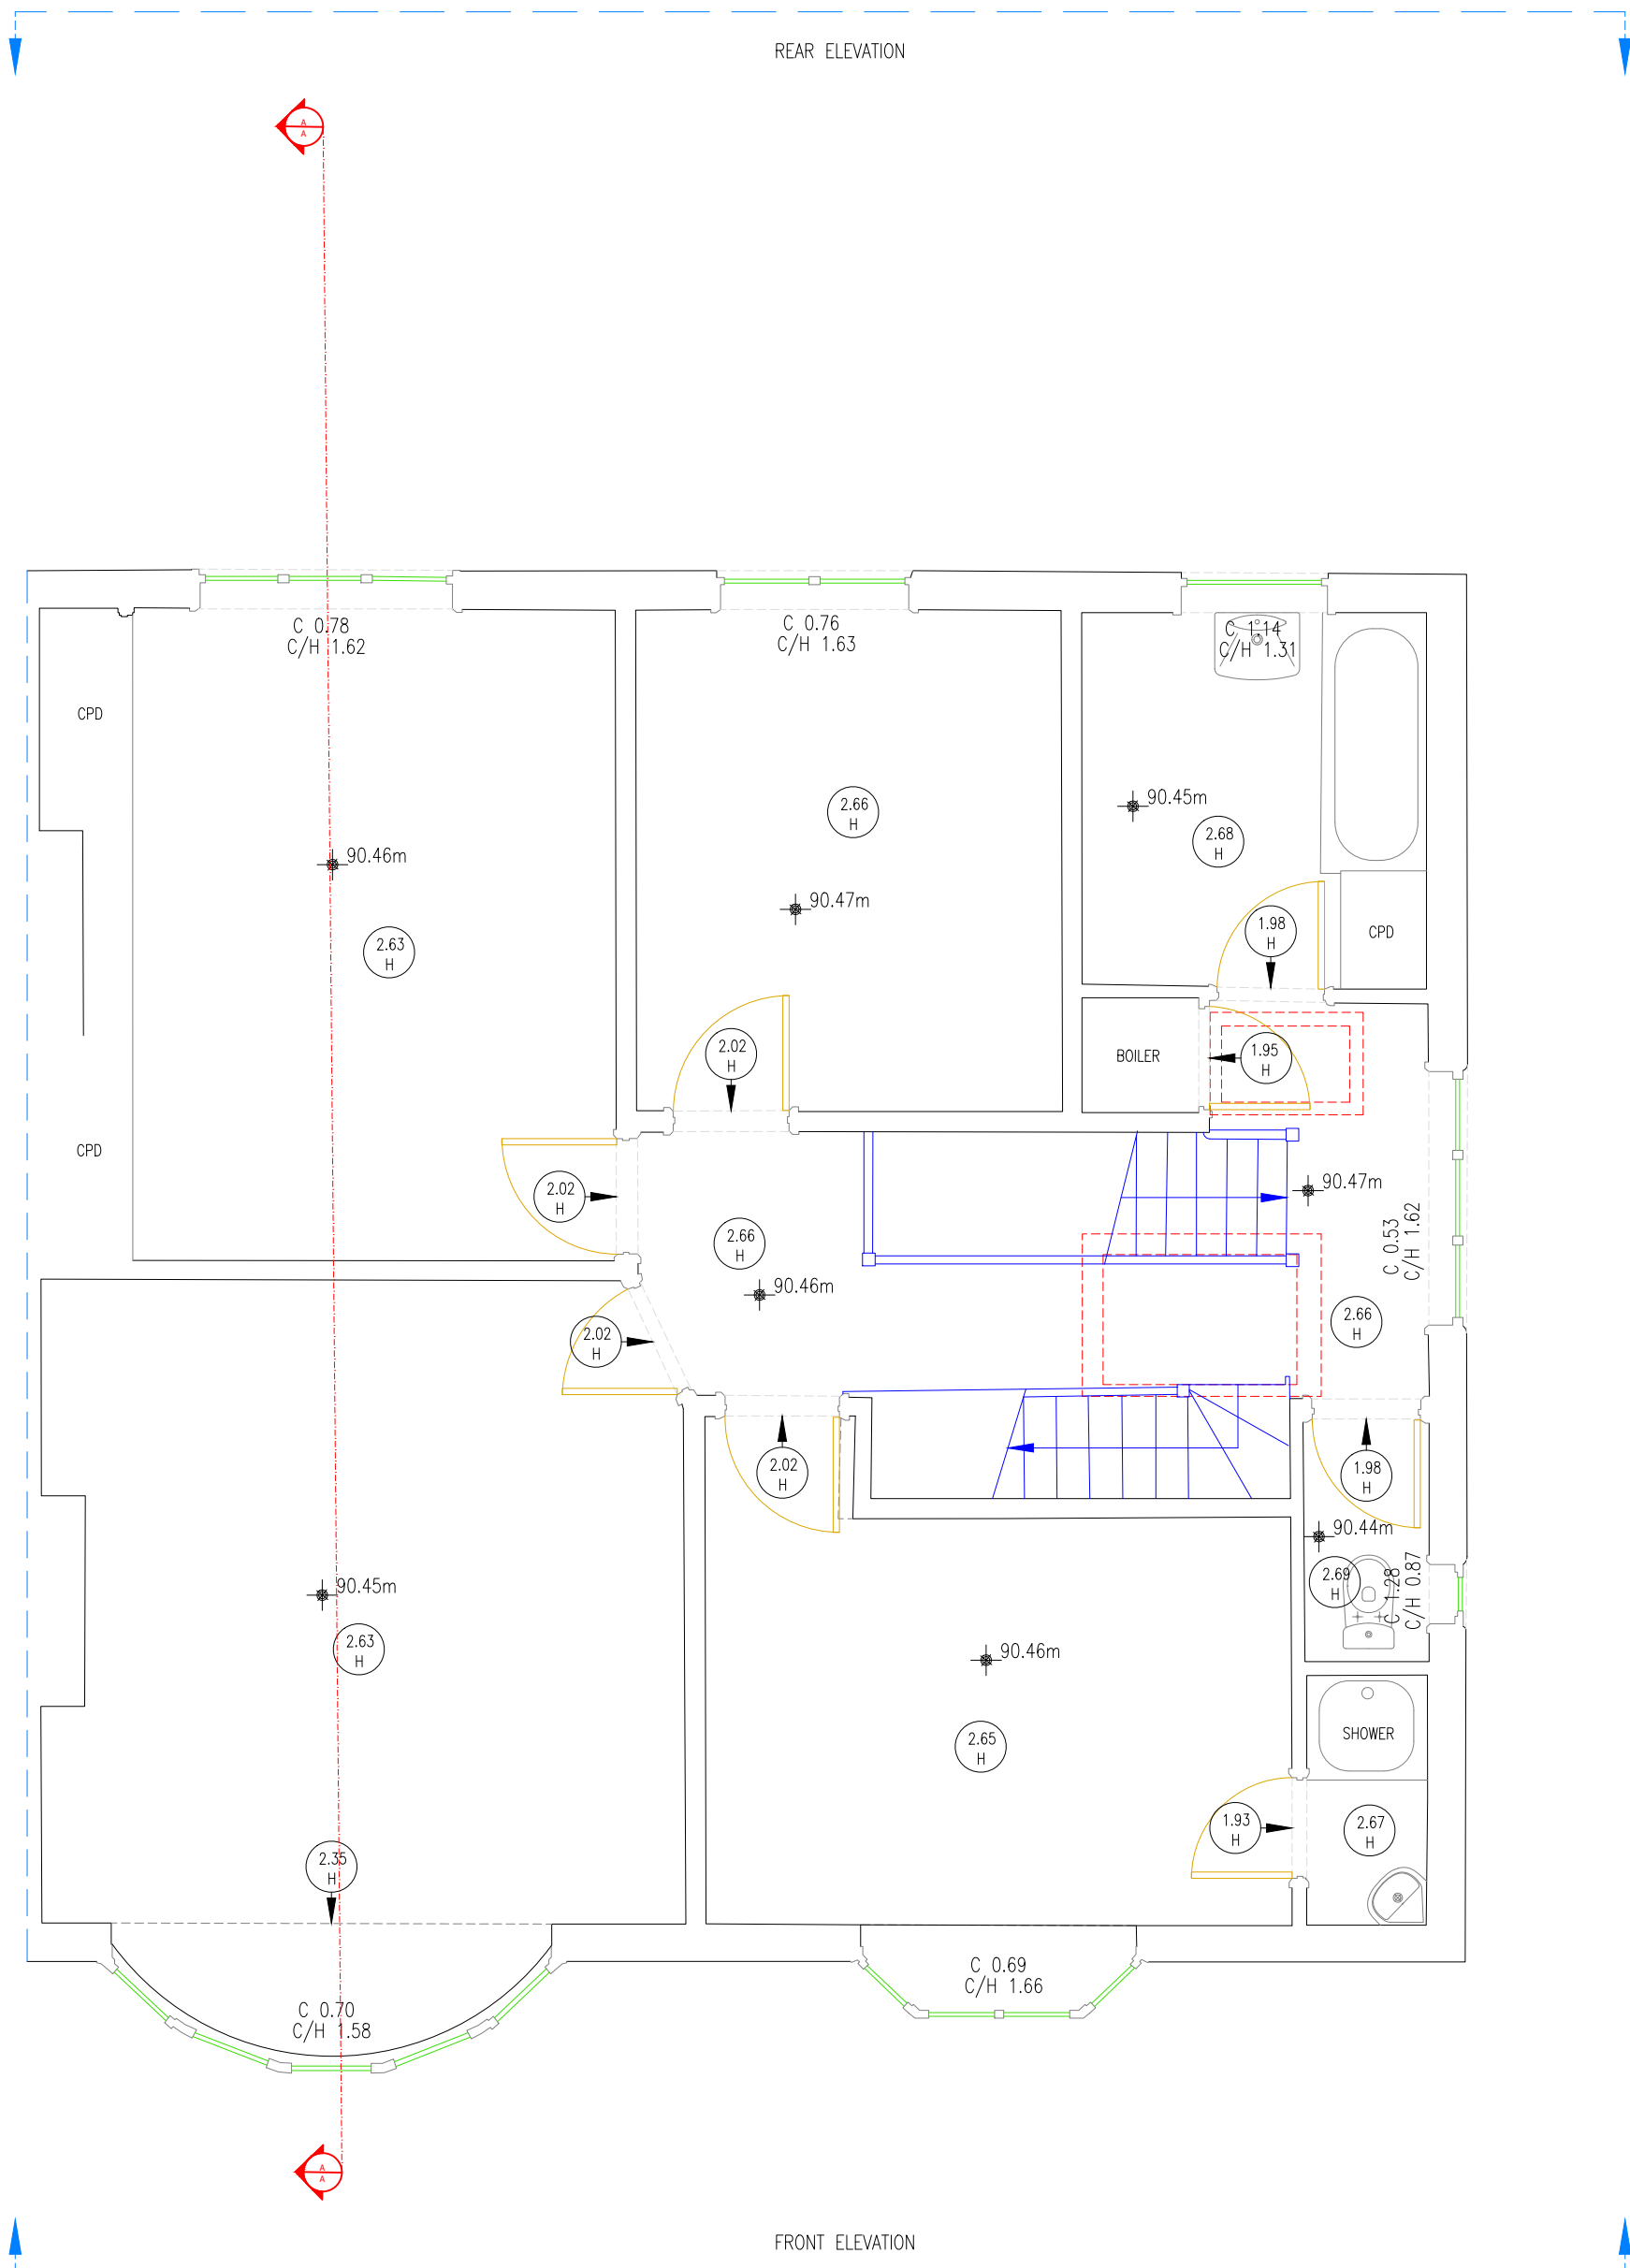 REAR ELEVATION
A
A
C 0.78
C/H 1.62
C 0.76
C/H 1.63
C 1.14
C/H 1.31
CPD
90.45m
2.66
H
2.68
H
90.46m
90.47m
2.63
H
1.98
H
CPD
2.02
H
BOILER
1.95
H
CPD
2.02
H
90.47m
C 0.53
C/H 1.62
2.66
H
90.46m
2.66
H
2.02
H
2.02
H
1.98
H
90.44m
2.69
H
C 1.28
C/H 0.87
90.45m
2.63
H
90.46m
2.65
H
SHOWER
1.93
H
2.67
H
2.35
H
C 0.69
C/H 1.66
C 0.70
C/H 1.58
A
A
FRONT ELEVATION